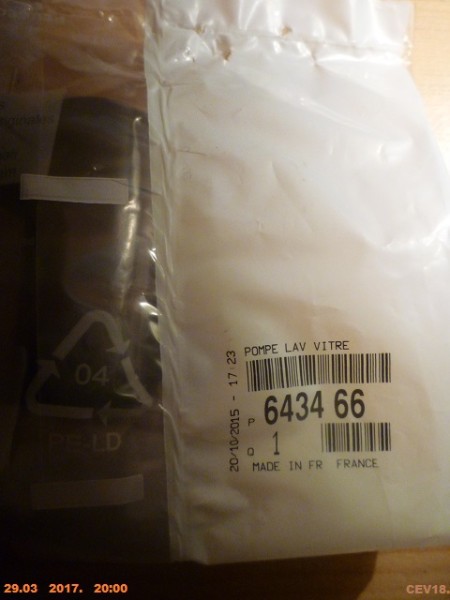 POMPE LAV VITRE
P 6434 66
Q 1
MADE IN FR FRANCE
20/10/2015 - 17:23
04
PE-LD
29.03 2017. 20:00
CEV18.